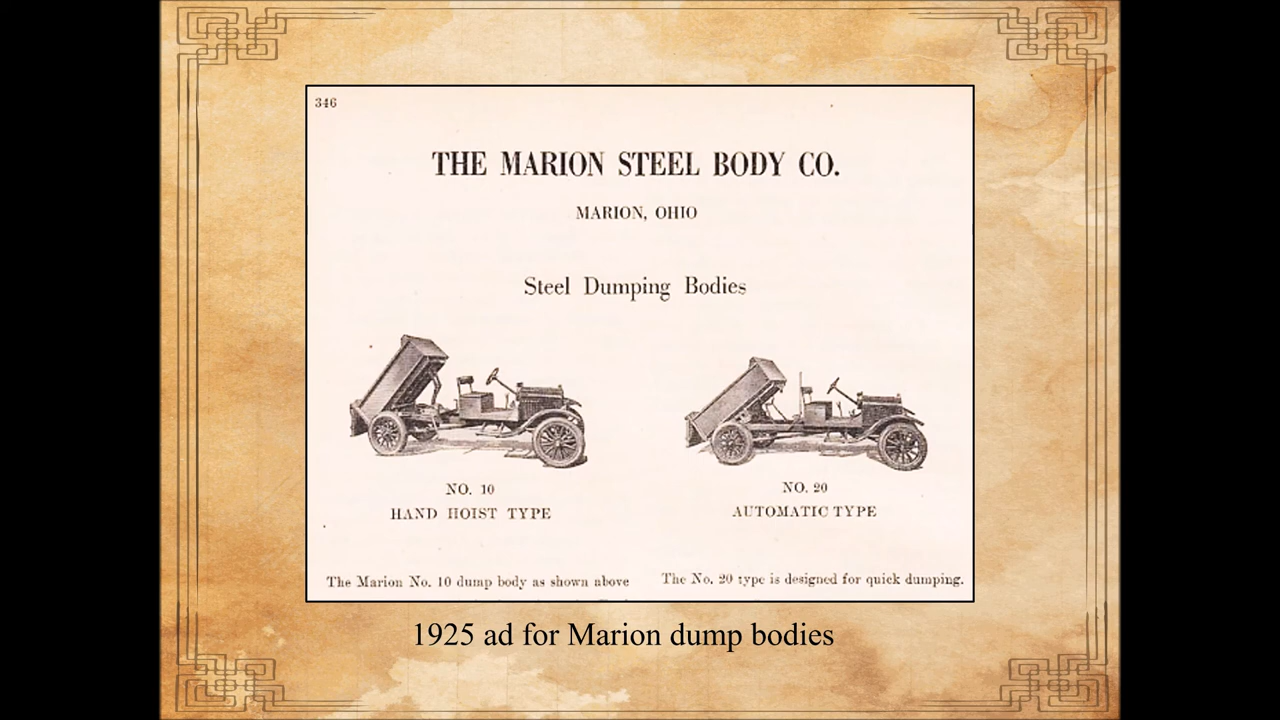 346
THE MARION STEEL BODY CO.
MARION, OHIO
Steel Dumping Bodies
NO. 10
HAND HOIST TYPE
NO. 20
AUTOMATIC TYPE
The Marion No. 10 dump body as shown above
The No. 20 type is designed for quick dumping.
1925 ad for Marion dump bodies